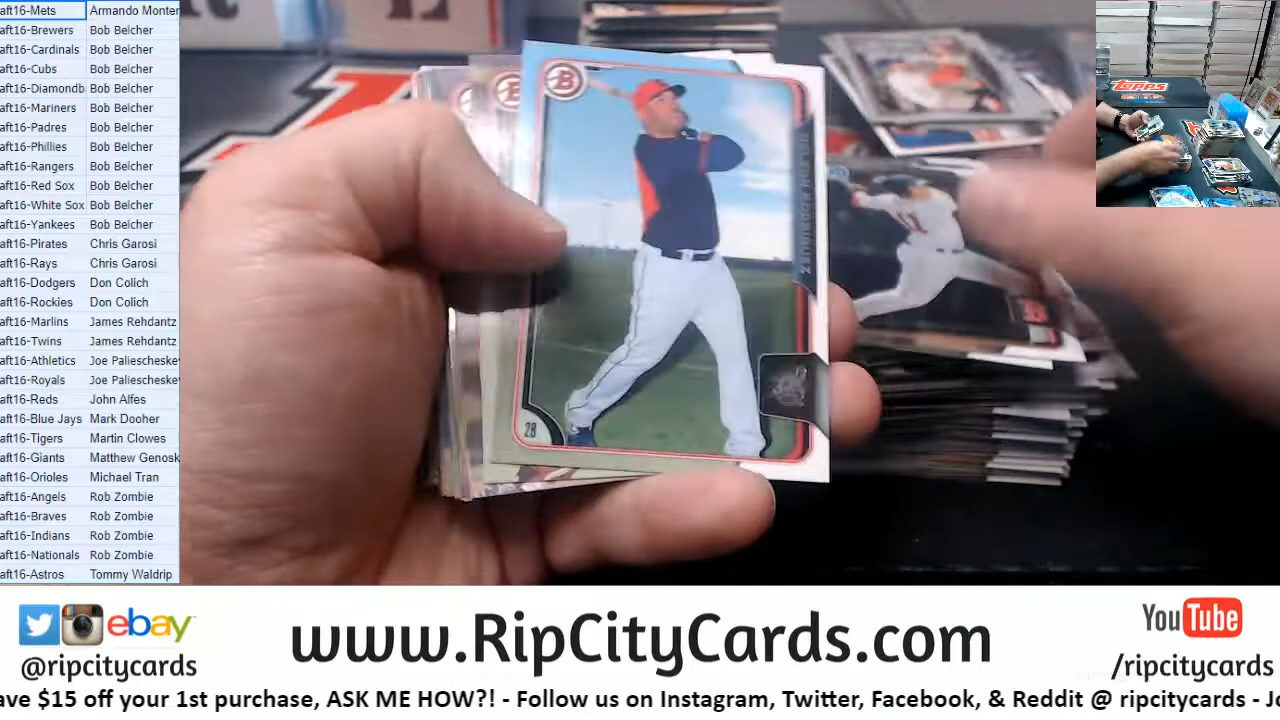 aft16-Mets Armando Monter
aft16-Brewers Bob Belcher
aft16-Cardinals Bob Belcher
aft16-Cubs Bob Belcher
aft16-Diamondb Bob Belcher
aft16-Mariners Bob Belcher
aft16-Padres Bob Belcher
aft16-Phillies Bob Belcher
aft16-Rangers Bob Belcher
aft16-Red Sox Bob Belcher
aft16-White Sox Bob Belcher
aft16-Yankees Bob Belcher
aft16-Pirates Chris Garosi
aft16-Rays Chris Garosi
aft16-Dodgers Don Colich
aft16-Rockies Don Colich
aft16-Marlins James Rehdantz
aft16-Twins James Rehdantz
aft16-Athletics Joe Paliescheskey
aft16-Royals Joe Paliescheskey
aft16-Reds John Alfes
aft16-Blue Jays Mark Dooher
aft16-Tigers Martin Clowes
aft16-Giants Matthew Genosk
aft16-Orioles Michael Tran
aft16-Angels Rob Zombie
aft16-Braves Rob Zombie
aft16-Indians Rob Zombie
aft16-Nationals Rob Zombie
aft16-Astros Tommy Waldrip
B
28
TOPPS
ebay
@ripcitycards
www.RipCityCards.com
YouTube
/ripcitycards
ave $15 off your 1st purchase, ASK ME HOW?! - Follow us on Instagram, Twitter, Facebook, & Reddit @ ripcitycards - Jo